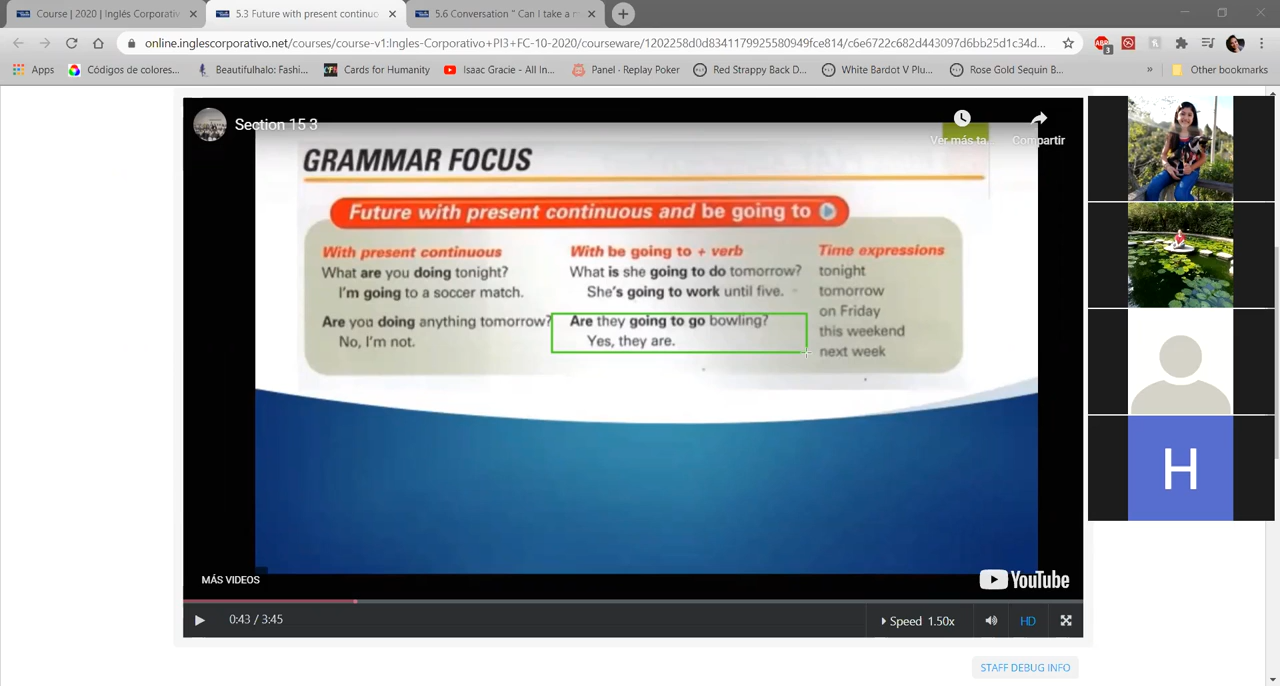 Course | 2020 | Inglés Corporativ
5.3 Future with present continuo
5.6 Conversation " Can I take a m
online.inglescorporativo.net/courses/course-v1:Ingles-Corporativo+PI3+FC-10-2020/courseware/1202258d0d8341179925580949fce814/c6e6722c682d443097d6bb25d1c34d...
3
Apps
Códigos de colores...
Beautifulhalo: Fashi...
Cards for Humanity
Isaac Gracie - All In...
Panel · Replay Poker
Red Strappy Back D...
White Bardot V Plu...
Rose Gold Sequin B...
»
Other bookmarks
Section 15 3
Ver más ta...
Compartir
GRAMMAR FOCUS
Future with present continuous and be going to
With present continuous
What are you doing tonight?
I'm going to a soccer match.
Are you doing anything tomorrow?
No, I'm not.
With be going to + verb
What is she going to do tomorrow?
She's going to work until five.
Are they going to go bowling?
Yes, they are.
Time expressions
tonight
tomorrow
on Friday
this weekend
next week
H
MÁS VIDEOS
YouTube
0:43 / 3:45
Speed 1.50x
HD
STAFF DEBUG INFO